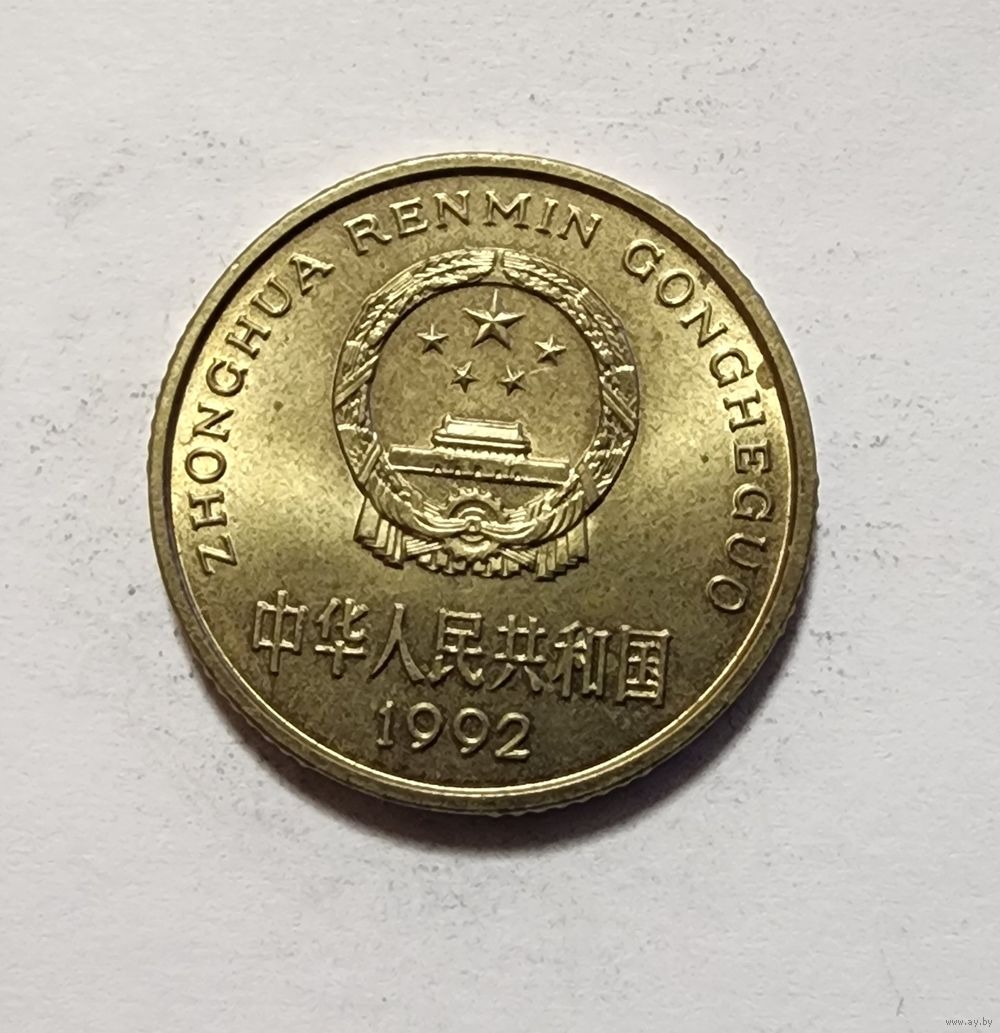 ZHONGHUA RENMIN GONGHEGUO
中华人民共和国
1992
www.ay.by